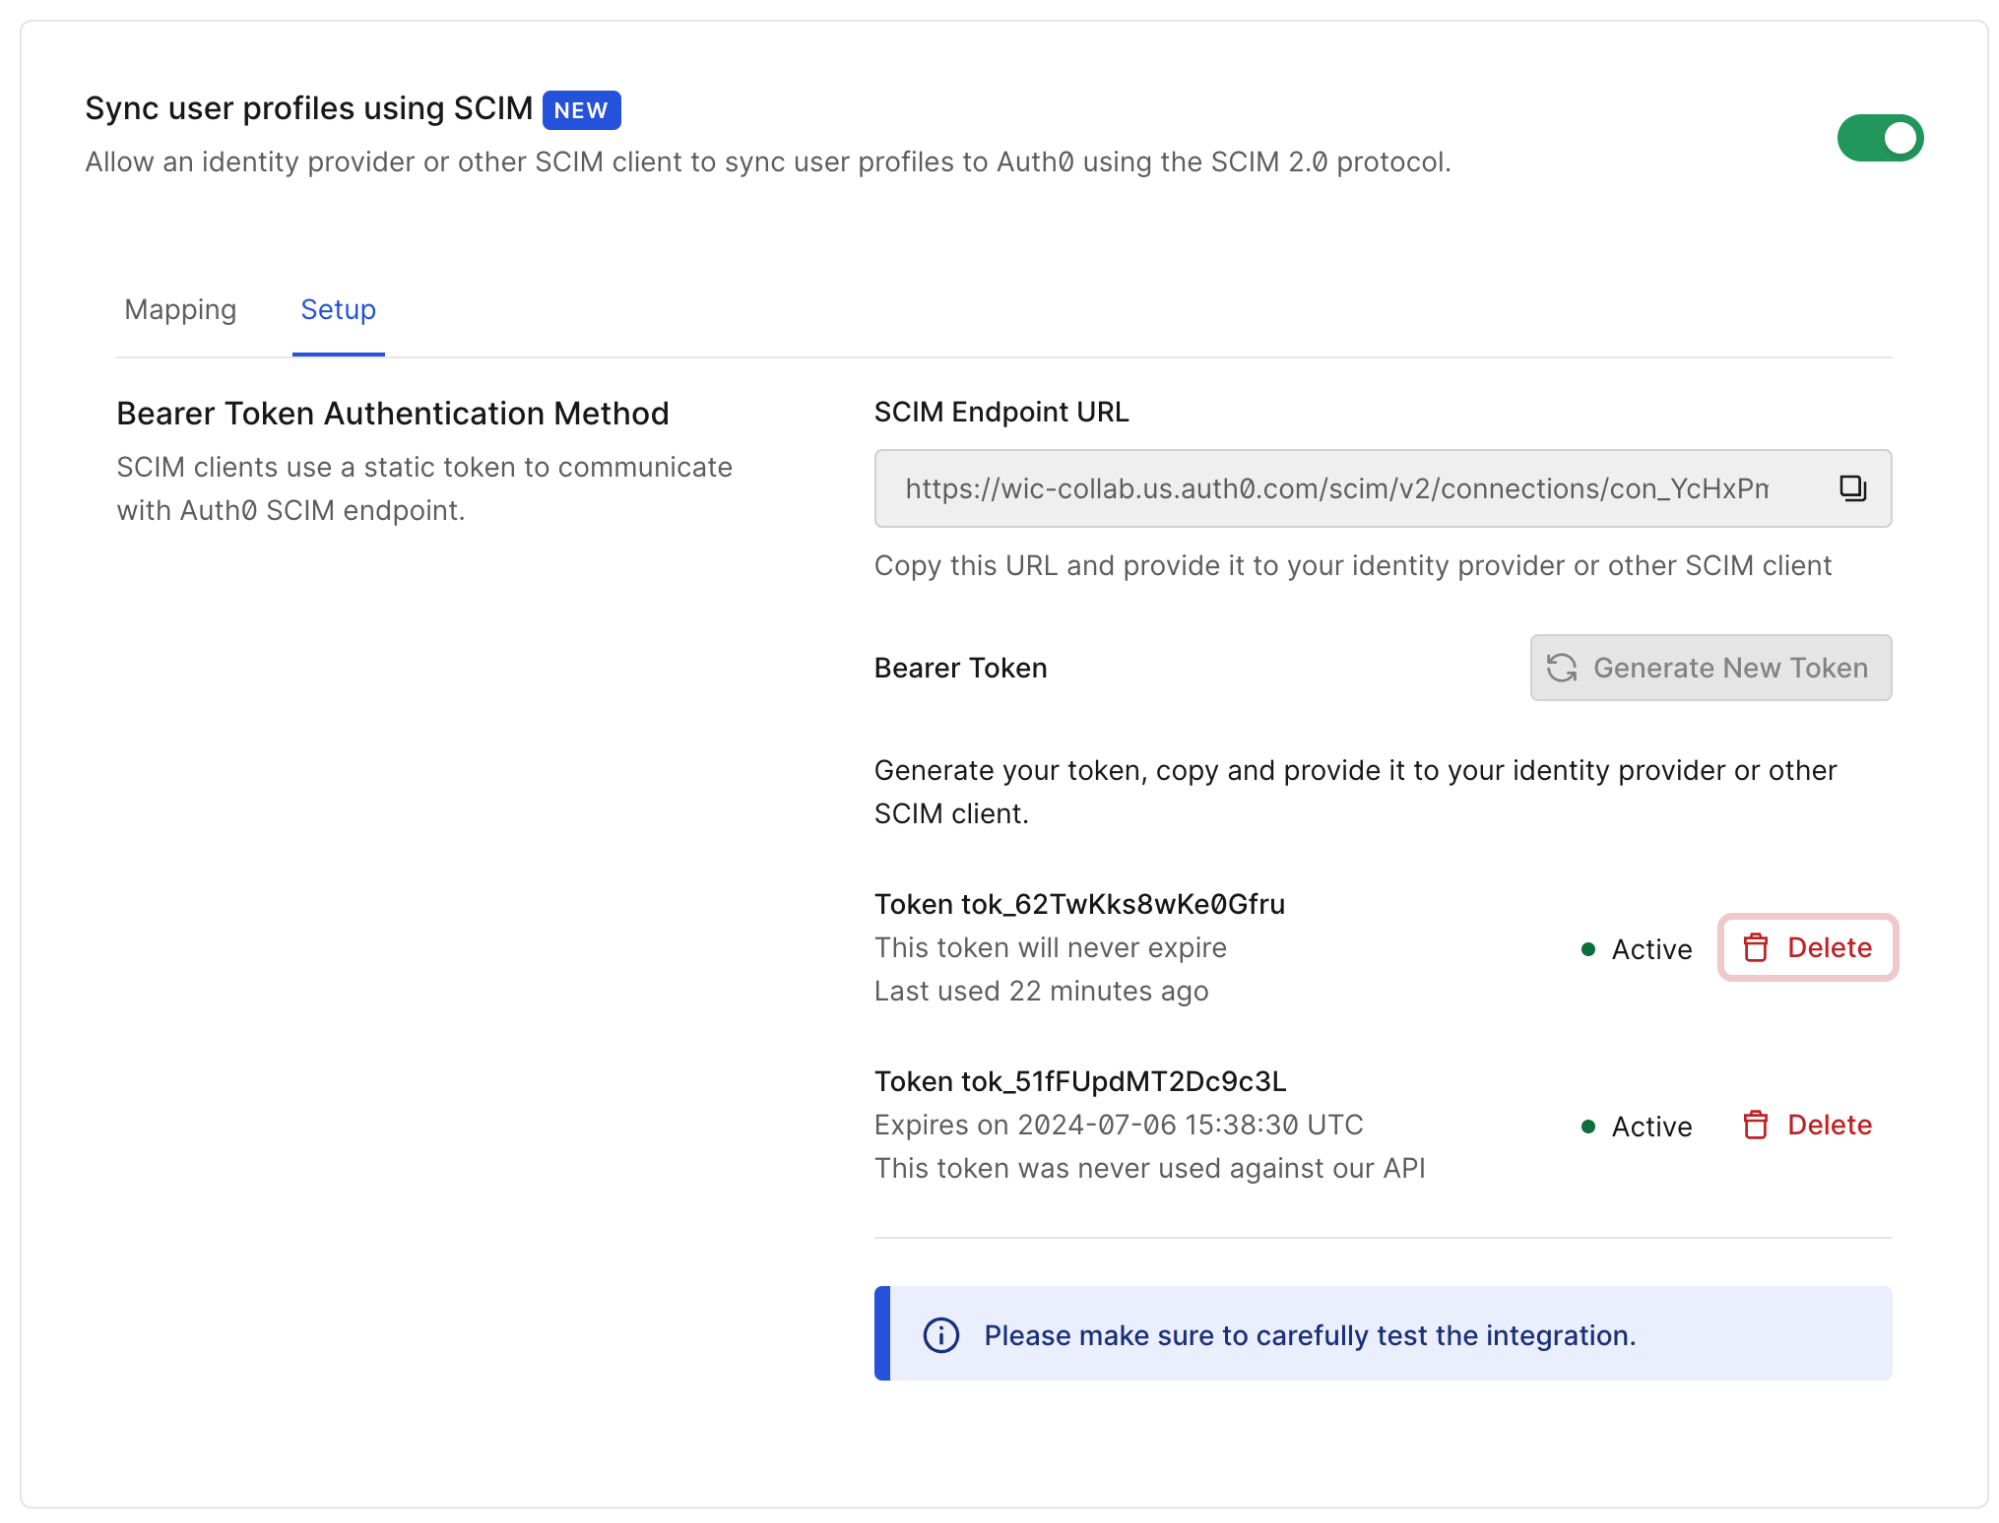 Sync user profiles using SCIM NEW
Allow an identity provider or other SCIM client to sync user profiles to Auth0 using the SCIM 2.0 protocol.
Mapping Setup
Bearer Token Authentication Method
SCIM clients use a static token to communicate
with Auth0 SCIM endpoint.
SCIM Endpoint URL
https://wic-collab.us.auth0.com/scim/v2/connections/con_YcHxPm
Copy this URL and provide it to your identity provider or other SCIM client
Bearer Token
Generate New Token
Generate your token, copy and provide it to your identity provider or other
SCIM client.
Token tok_62TwKks8wKe0Gfru
This token will never expire
Last used 22 minutes ago
Active Delete
Token tok_51fFUpdMT2Dc9c3L
Expires on 2024-07-06 15:38:30 UTC
This token was never used against our API
Active Delete
Please make sure to carefully test the integration.